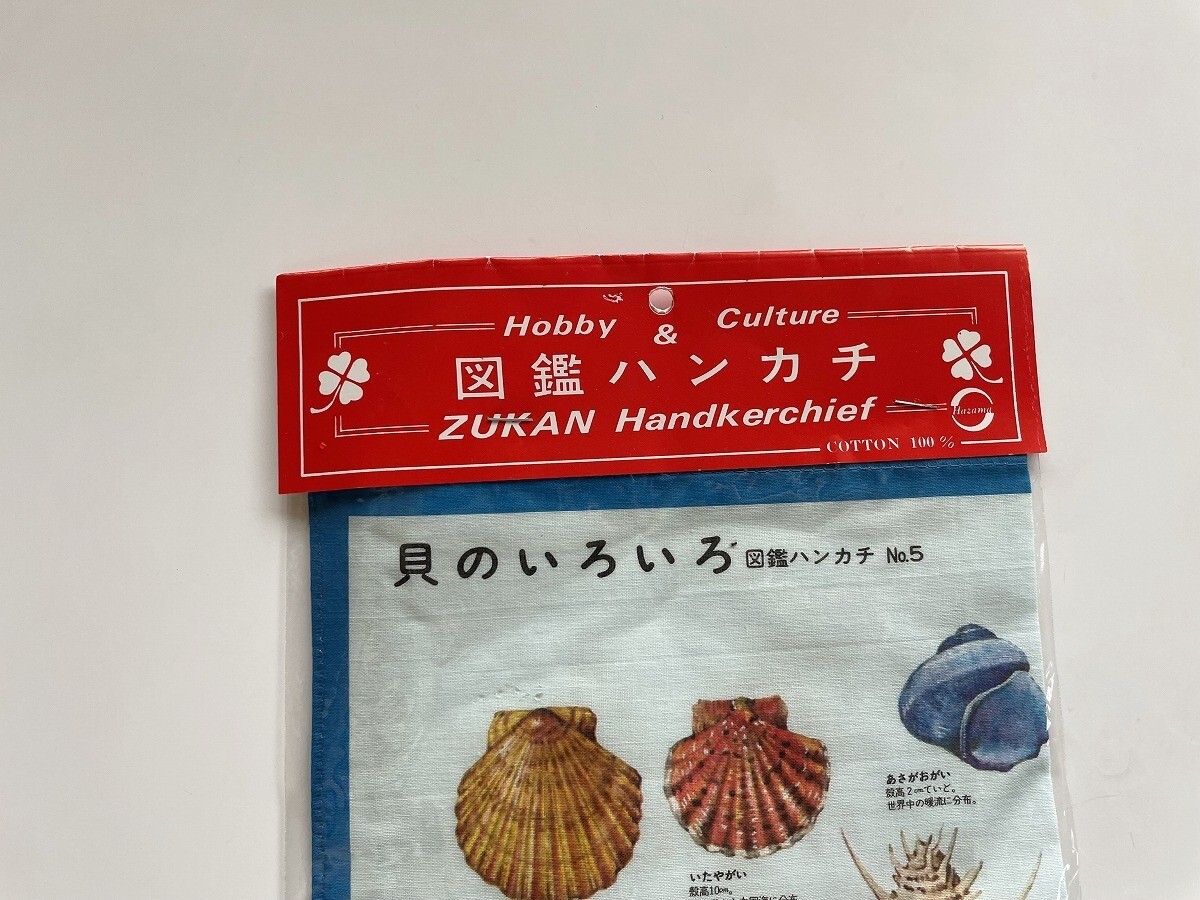 Hobby & Culture
図鑑ハンカチ
ZUKAN Handkerchief
Hazama
COTTON 100%
貝のいろいろ 図鑑ハンカチ No.5
あさがおがい
殻高2cmていど。
世界中の暖流に分布。
いたやがい
殻高10cm。